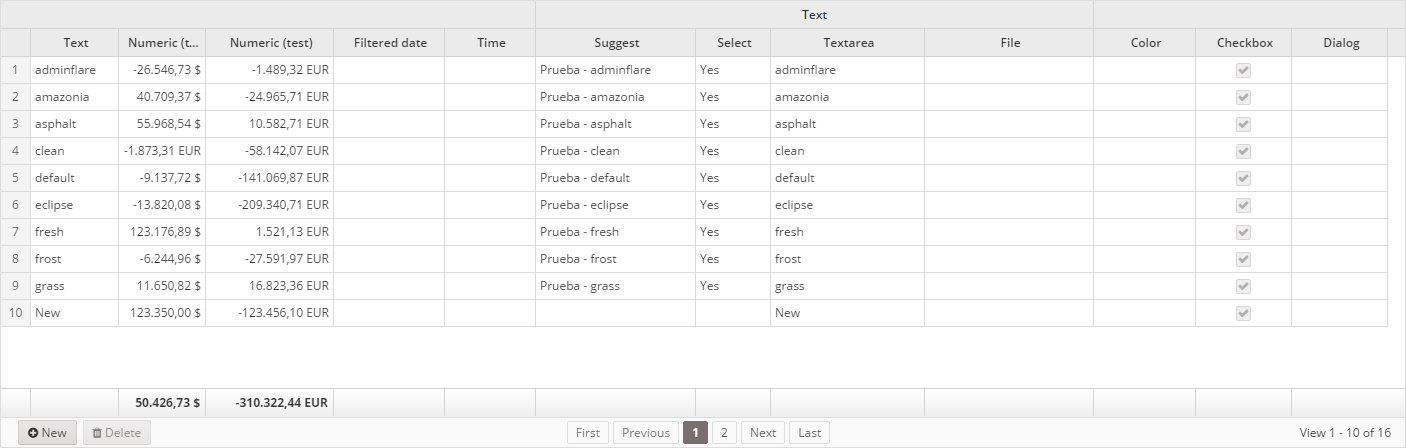 Text
Text Numeric (t... Numeric (test) Filtered date Time Suggest Select Textarea File Color Checkbox Dialog
1 adminflare -26.546,73 $ -1.489,32 EUR Prueba - adminflare Yes adminflare
2 amazonia 40.709,37 $ -24.965,71 EUR Prueba - amazonia Yes amazonia
3 asphalt 55.968,54 $ 10.582,71 EUR Prueba - asphalt Yes asphalt
4 clean -1.873,31 EUR -58.142,07 EUR Prueba - clean Yes clean
5 default -9.137,72 $ -141.069,87 EUR Prueba - default Yes default
6 eclipse -13.820,08 $ -209.340,71 EUR Prueba - eclipse Yes eclipse
7 fresh 123.176,89 $ 1.521,13 EUR Prueba - fresh Yes fresh
8 frost -6.244,96 $ -27.591,97 EUR Prueba - frost Yes frost
9 grass 11.650,82 $ 16.823,36 EUR Prueba - grass Yes grass
10 New 123.350,00 $ -123.456,10 EUR New
50.426,73 $ -310.322,44 EUR
New Delete First Previous 1 2 Next Last View 1 - 10 of 16